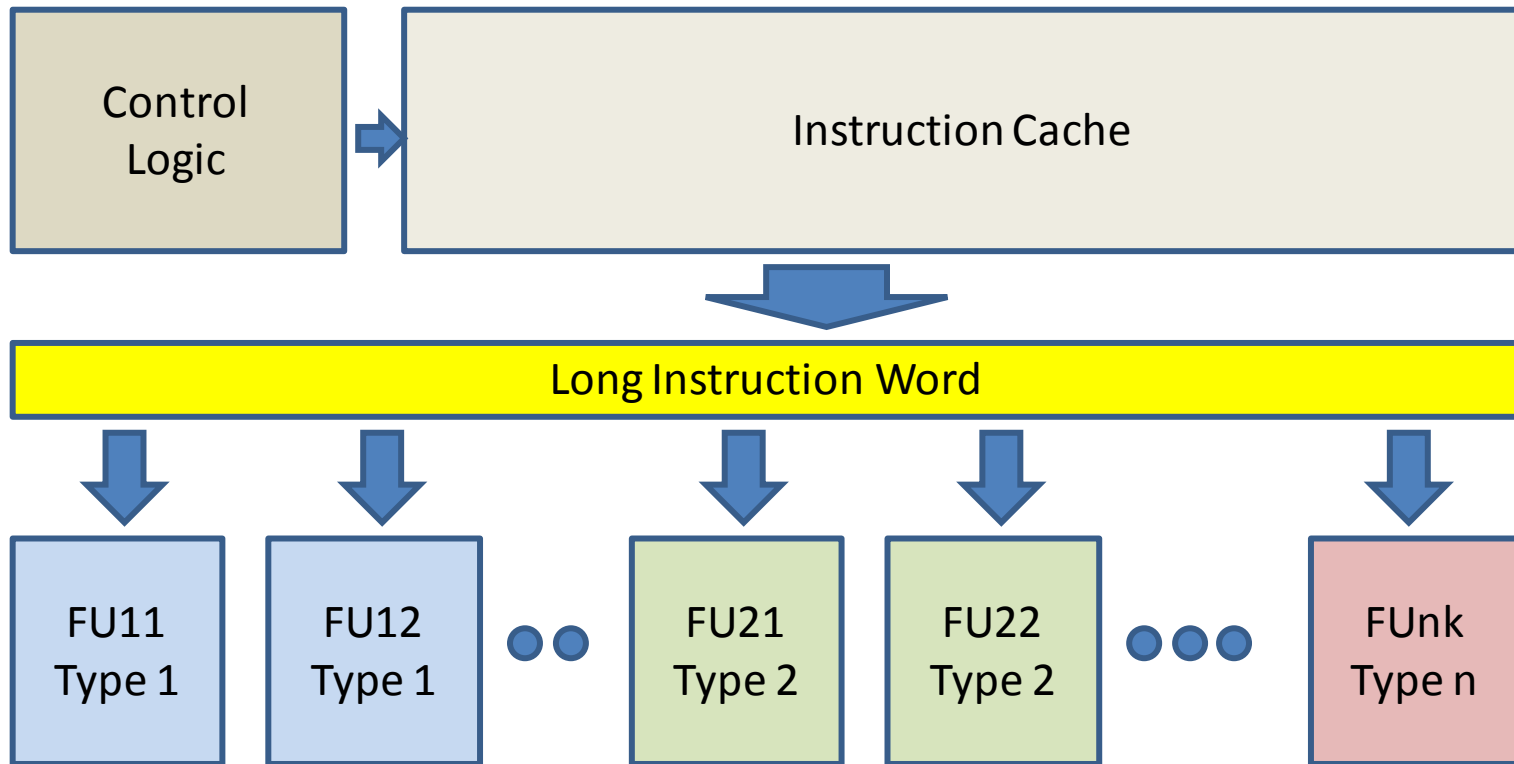 Control
Logic
Instruction Cache
Long Instruction Word
FU11
Type 1
FU12
Type 1
FU21
Type 2
FU22
Type 2
FUnk
Type n